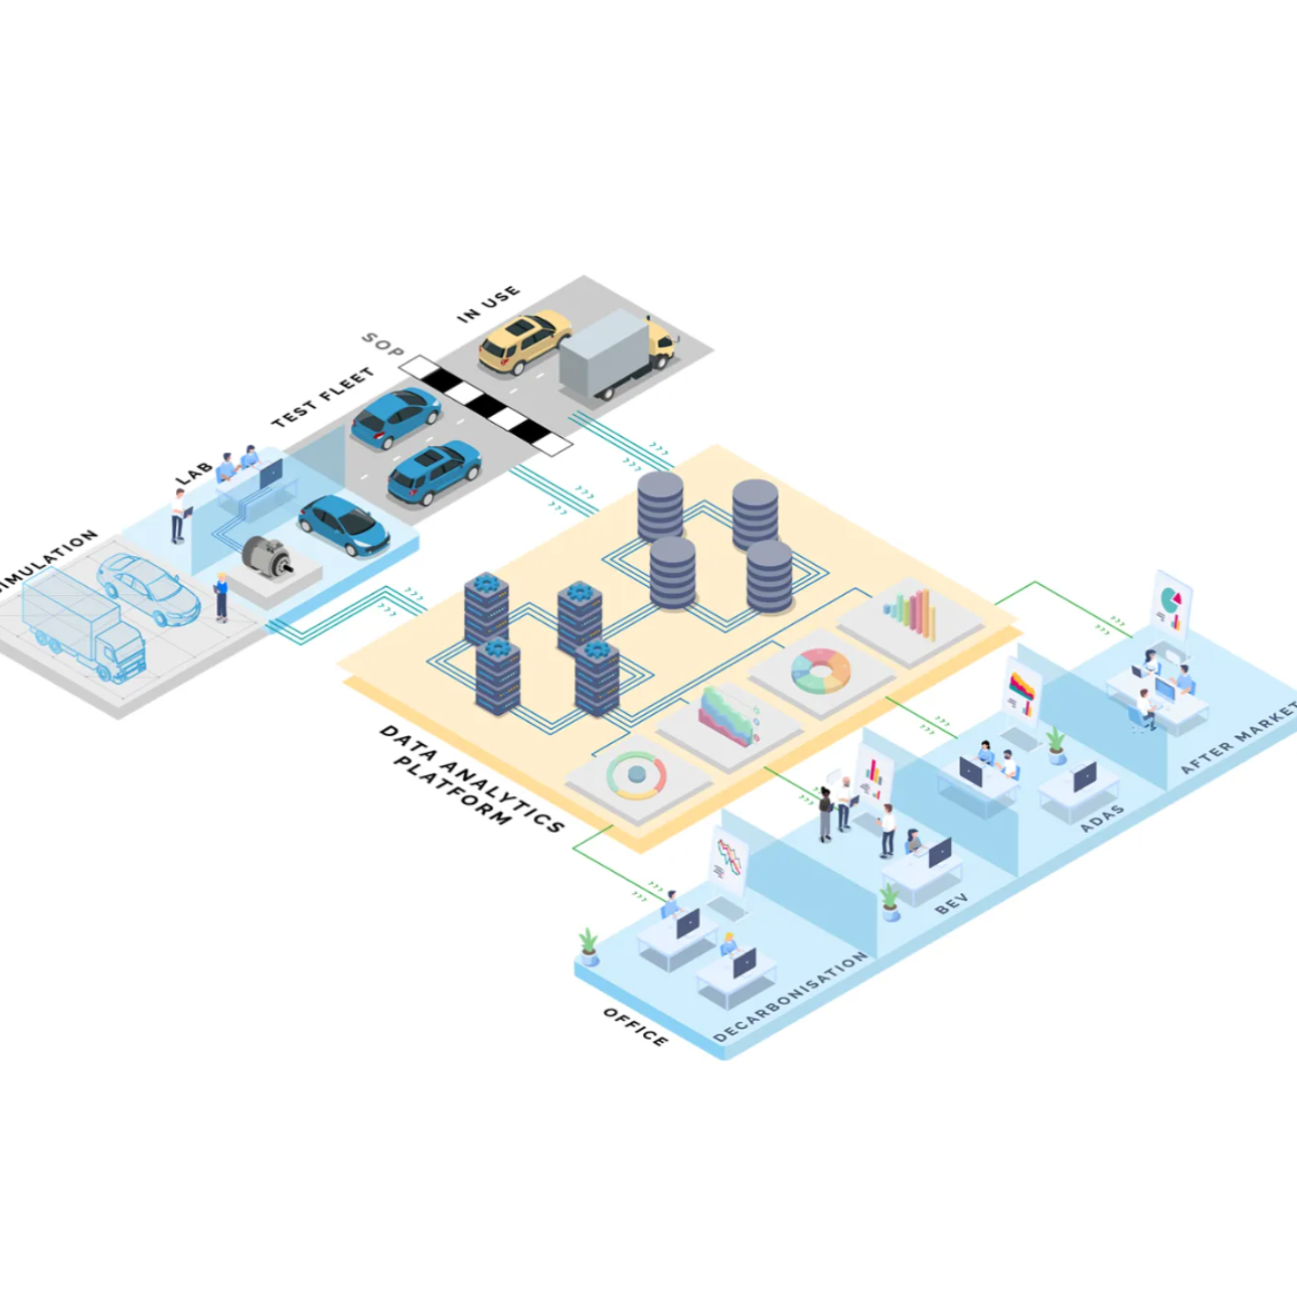 IN USE
SOP
TEST FLEET
LAB
SIMULATION
DATA ANALYTICS
PLATFORM
AFTER MARKET
ADAS
BEV
DECARBONISATION
OFFICE